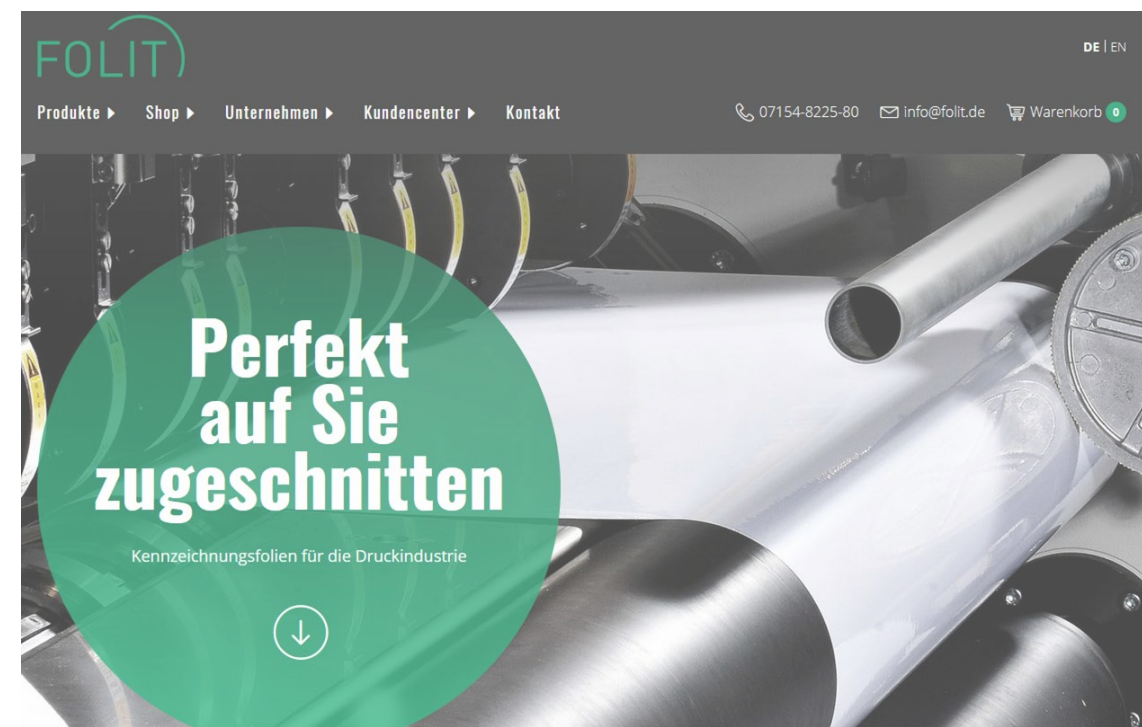 FOLIT
DE | EN
Produkte Shop Unternehmen Kundencenter Kontakt 07154-8225-80 info@folit.de Warenkorb 0
Perfekt
auf Sie
zugeschnitten
Kennzeichnungsfolien für die Druckindustrie